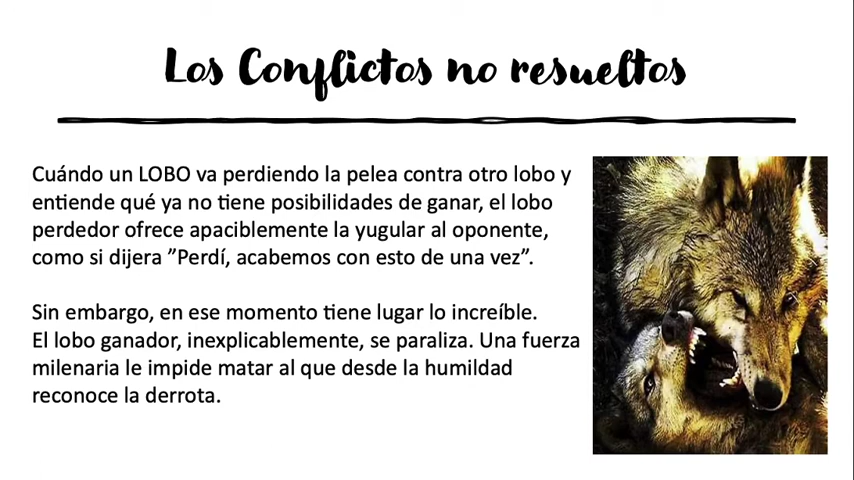 Los Conflictos no resueltos
Cuándo un LOBO va perdiendo la pelea contra otro lobo y
entiende qué ya no tiene posibilidades de ganar, el lobo
perdedor ofrece apaciblemente la yugular al oponente,
como si dijera ”Perdí, acabemos con esto de una vez”.
Sin embargo, en ese momento tiene lugar lo increíble.
El lobo ganador, inexplicablemente, se paraliza. Una fuerza
milenaria le impide matar al que desde la humildad
reconoce la derrota.